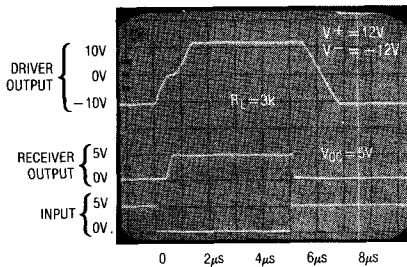 V+ = 12V
V− = −12V
10V
DRIVER OUTPUT
0V
−10V
RL = 3k
RECEIVER OUTPUT
5V
0V
VCC = 5V
INPUT
5V
0V
0 2μs 4μs 6μs 8μs